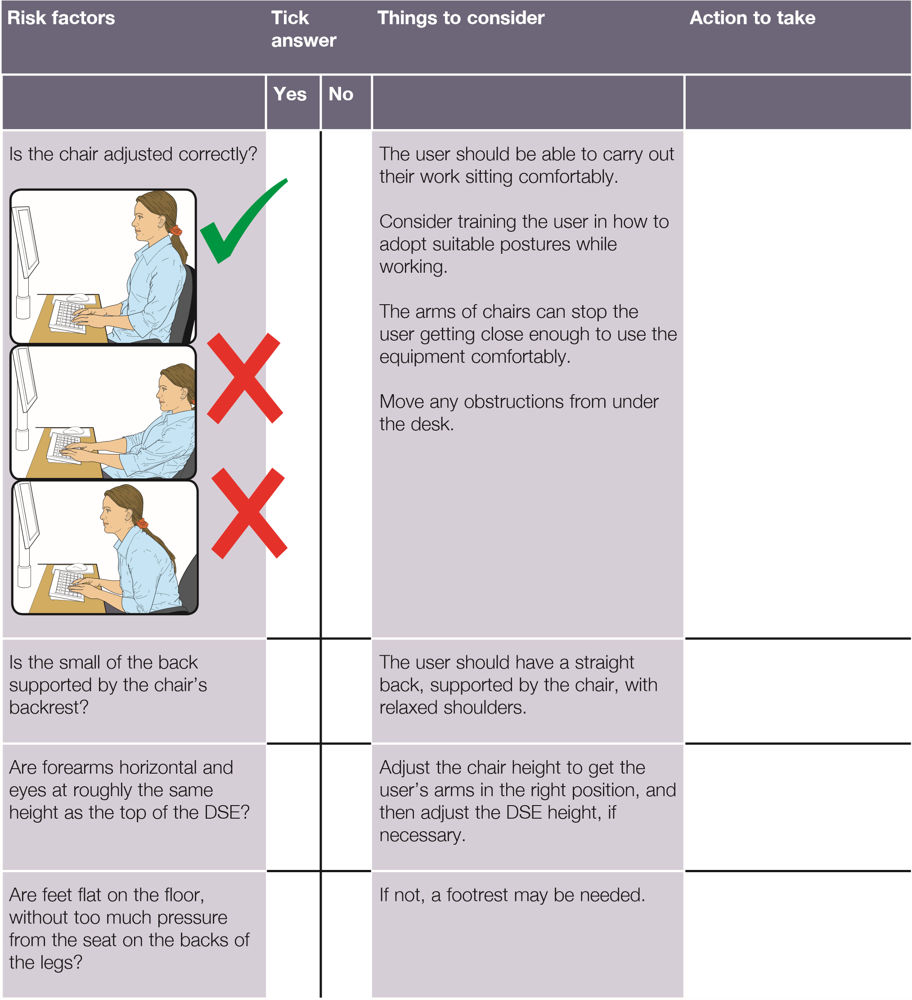 Risk factors
Tick
answer
Things to consider
Action to take
Yes
No
Is the chair adjusted correctly?
The user should be able to carry out
their work sitting comfortably.
Consider training the user in how to
adopt suitable postures while
working.
The arms of chairs can stop the
user getting close enough to use the
equipment comfortably.
Move any obstructions from under
the desk.
Is the small of the back
supported by the chair’s
backrest?
The user should have a straight
back, supported by the chair, with
relaxed shoulders.
Are forearms horizontal and
eyes at roughly the same
height as the top of the DSE?
Adjust the chair height to get the
user’s arms in the right position, and
then adjust the DSE height, if
necessary.
Are feet flat on the floor,
without too much pressure
from the seat on the backs of
the legs?
If not, a footrest may be needed.